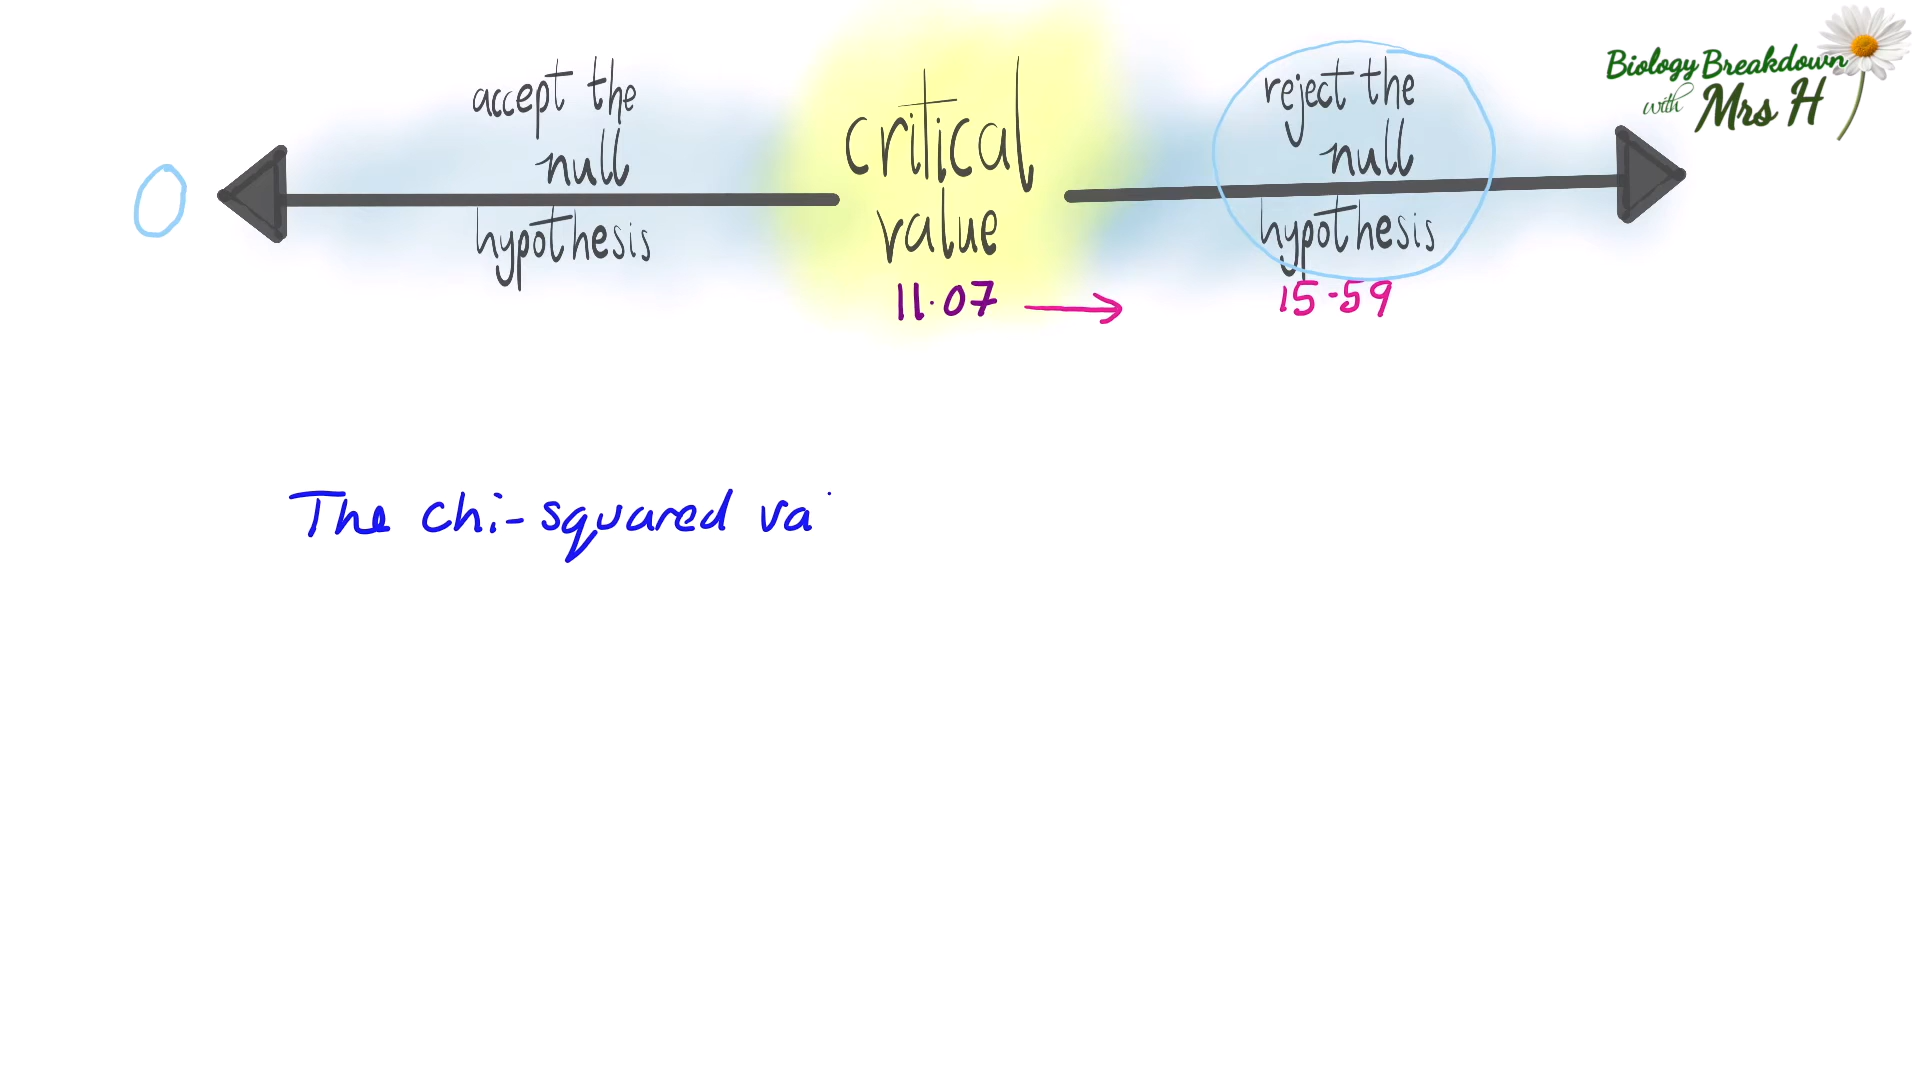 accept the
null
hypothesis
critical
value
11.07
reject the
null
hypothesis
15.59
Biology Breakdown
with Mrs H
0
The chi-squared va